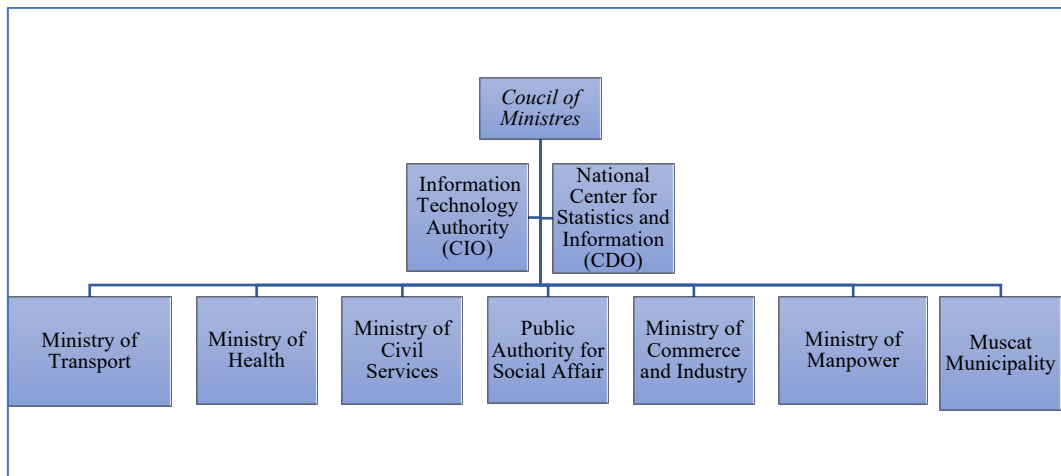 Coucil of
Ministres
Information
Technology
Authority
(CIO)
National
Center for
Statistics and
Information
(CDO)
Ministry of
Transport
Ministry of
Health
Ministry of
Civil
Services
Public
Authority for
Social Affair
Ministry of
Commerce
and Industry
Ministry of
Manpower
Muscat
Municipality